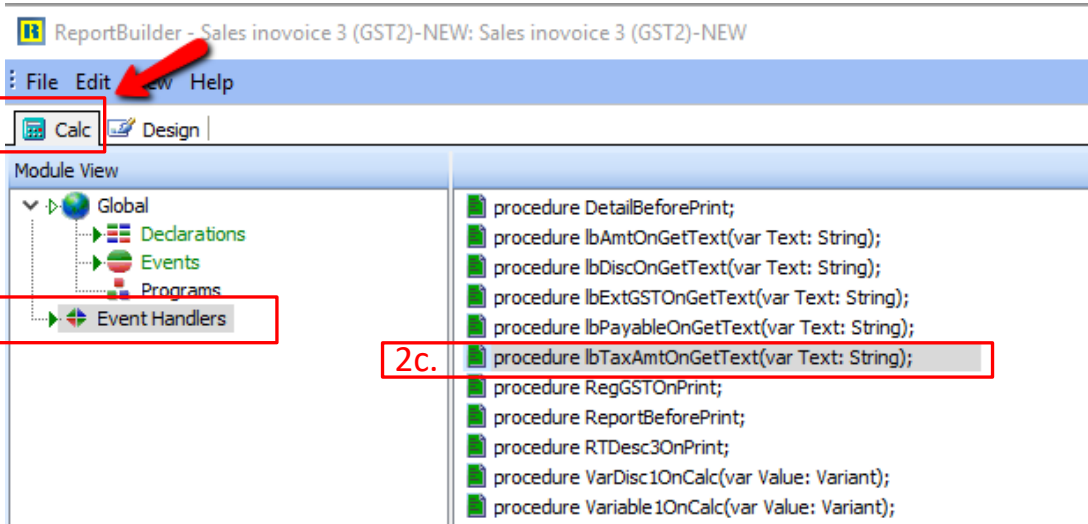 ReportBuilder - Sales inovoice 3 (GST2)-NEW: Sales inovoice 3 (GST2)-NEW
File Edit Help
Calc Design
Module View
Global
Declarations
Events
Programs
Event Handlers
procedure DetailBeforePrint;
procedure lbAmtOnGetText(var Text: String);
procedure lbDiscOnGetText(var Text: String);
procedure lbExtGSTOnGetText(var Text: String);
procedure lbPayableOnGetText(var Text: String);
2c. procedure lbTaxAmtOnGetText(var Text: String);
procedure RegGSTOnPrint;
procedure ReportBeforePrint;
procedure RTDesc3OnPrint;
procedure VarDisc1OnCalc(var Value: Variant);
procedure Variable1OnCalc(var Value: Variant);